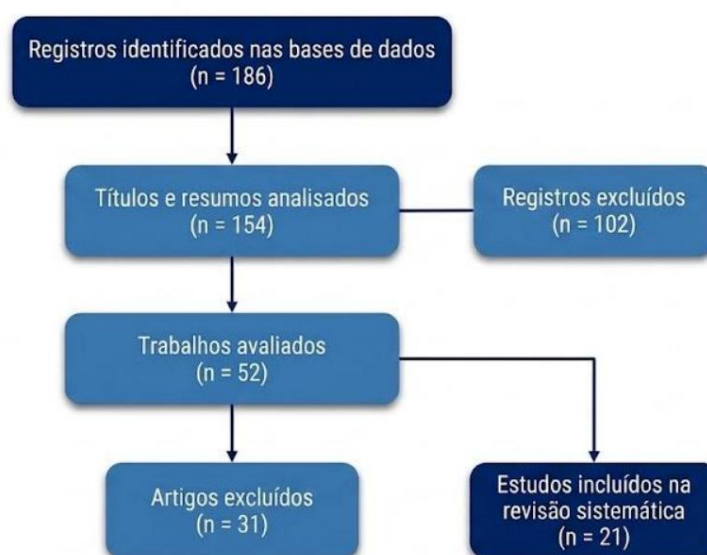 Registros identificados nas bases de dados
(n = 186)
Títulos e resumos analisados
(n = 154)
Registros excluídos
(n = 102)
Trabalhos avaliados
(n = 52)
Artigos excluídos
(n = 31)
Estudos incluídos na
revisão sistemática
(n = 21)